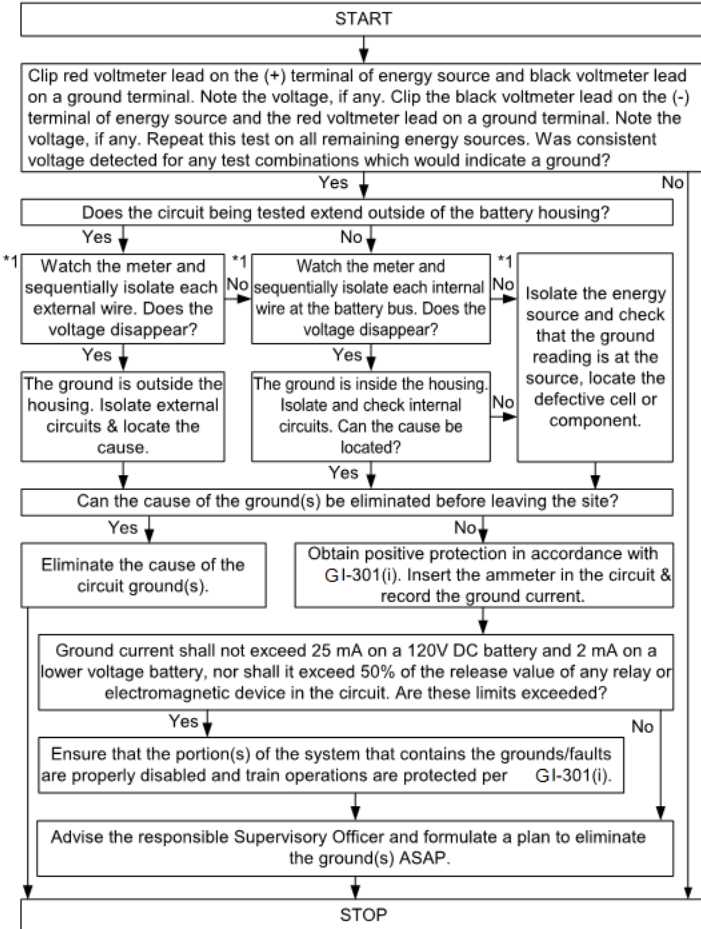 START
Clip red voltmeter lead on the (+) terminal of energy source and black voltmeter lead
on a ground terminal. Note the voltage, if any. Clip the black voltmeter lead on the (-)
terminal of energy source and the red voltmeter lead on a ground terminal. Note the
voltage, if any. Repeat this test on all remaining energy sources. Was consistent
voltage detected for any test combinations which would indicate a ground?
Yes
No
Does the circuit being tested extend outside of the battery housing?
Yes
No
*1
Watch the meter and
sequentially isolate each
external wire. Does the
voltage disappear?
No
*1
Watch the meter and
sequentially isolate each internal
wire at the battery bus. Does the
voltage disappear?
No
*1
Isolate the energy
source and check
that the ground
reading is at the
source, locate the
defective cell or
component.
Yes
Yes
The ground is outside the
housing. Isolate external
circuits & locate the
cause.
The ground is inside the housing.
Isolate and check internal
circuits. Can the cause be
located?
No
Yes
Can the cause of the ground(s) be eliminated before leaving the site?
Yes
No
Eliminate the cause of the
circuit ground(s).
Obtain positive protection in accordance with
GI-301(i). Insert the ammeter in the circuit &
record the ground current.
Ground current shall not exceed 25 mA on a 120V DC battery and 2 mA on a
lower voltage battery, nor shall it exceed 50% of the release value of any relay or
electromagnetic device in the circuit. Are these limits exceeded?
Yes
No
Ensure that the portion(s) of the system that contains the grounds/faults
are properly disabled and train operations are protected per GI-301(i).
Advise the responsible Supervisory Officer and formulate a plan to eliminate
the ground(s) ASAP.
STOP